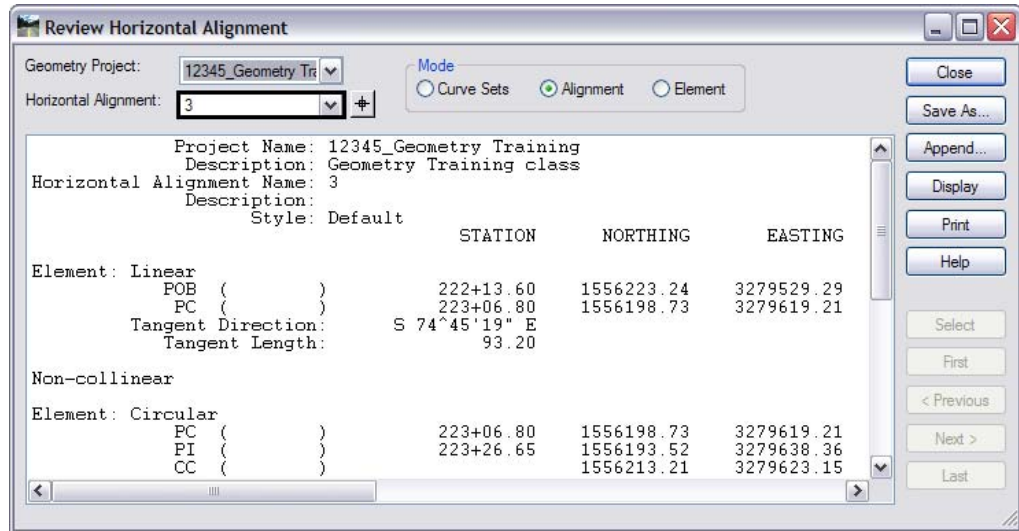 Review Horizontal Alignment
Geometry Project: 12345_Geometry Tra
Horizontal Alignment: 3
Mode
Curve Sets Alignment Element
Close
Save As...
Append...
Display
Print
Help
Select
First
< Previous
Next >
Last
Project Name: 12345_Geometry Training
Description: Geometry Training class
Horizontal Alignment Name: 3
Description:
Style: Default
STATION NORTHING EASTING
Element: Linear
POB ( ) 222+13.60 1556223.24 3279529.29
PC ( ) 223+06.80 1556198.73 3279619.21
Tangent Direction: S 74^45'19" E
Tangent Length: 93.20
Non-collinear
Element: Circular
PC ( ) 223+06.80 1556198.73 3279619.21
PI ( ) 223+26.65 1556193.52 3279638.36
CC ( ) 1556213.21 3279623.15